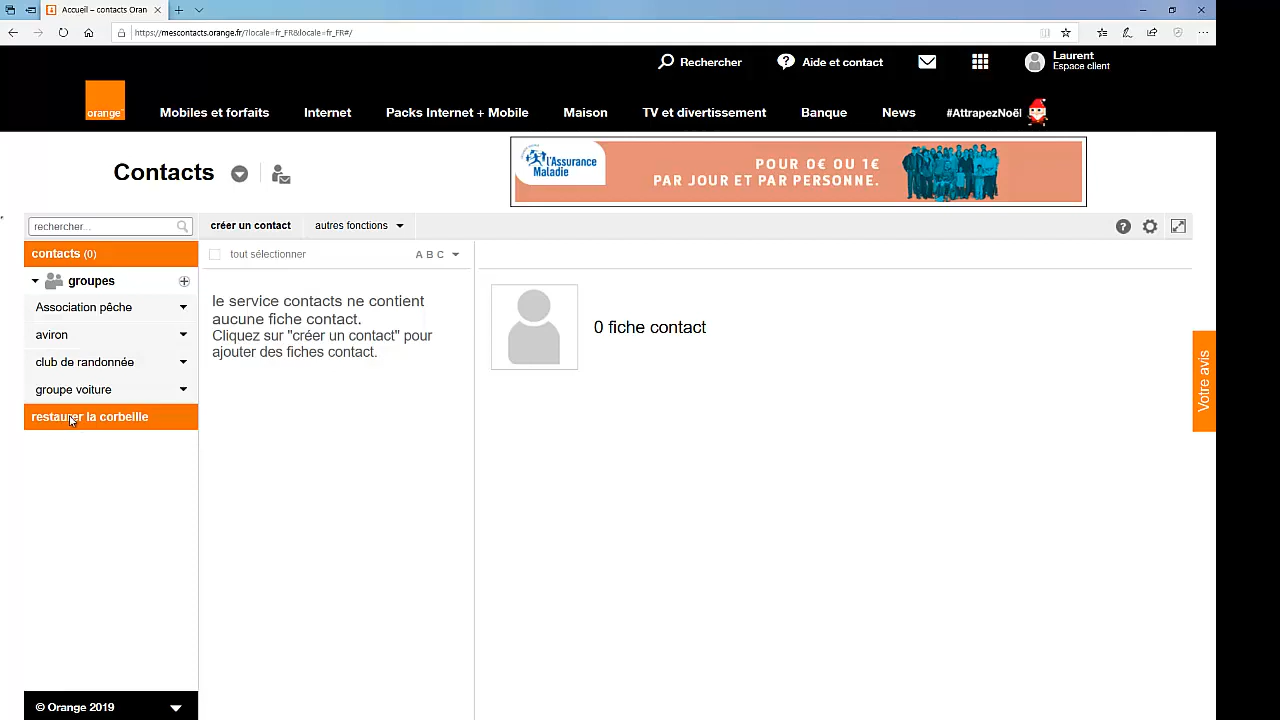 Accueil – contacts Oran
https://mescontacts.orange.fr/?locale=fr_FR&locale=fr_FR#/
Rechercher
Aide et contact
Laurent
Espace client
orange™
Mobiles et forfaits
Internet
Packs Internet + Mobile
Maison
TV et divertissement
Banque
News
#AttrapezNoël
Contacts
l'Assurance
Maladie
POUR 0€ OU 1€
PAR JOUR ET PAR PERSONNE.
rechercher...
créer un contact
autres fonctions
contacts (0)
tout sélectionner
A B C
groupes
Association pêche
aviron
club de randonnée
groupe voiture
restaurer la corbeille
le service contacts ne contient
aucune fiche contact.
Cliquez sur "créer un contact" pour
ajouter des fiches contact.
0 fiche contact
Votre avis
© Orange 2019